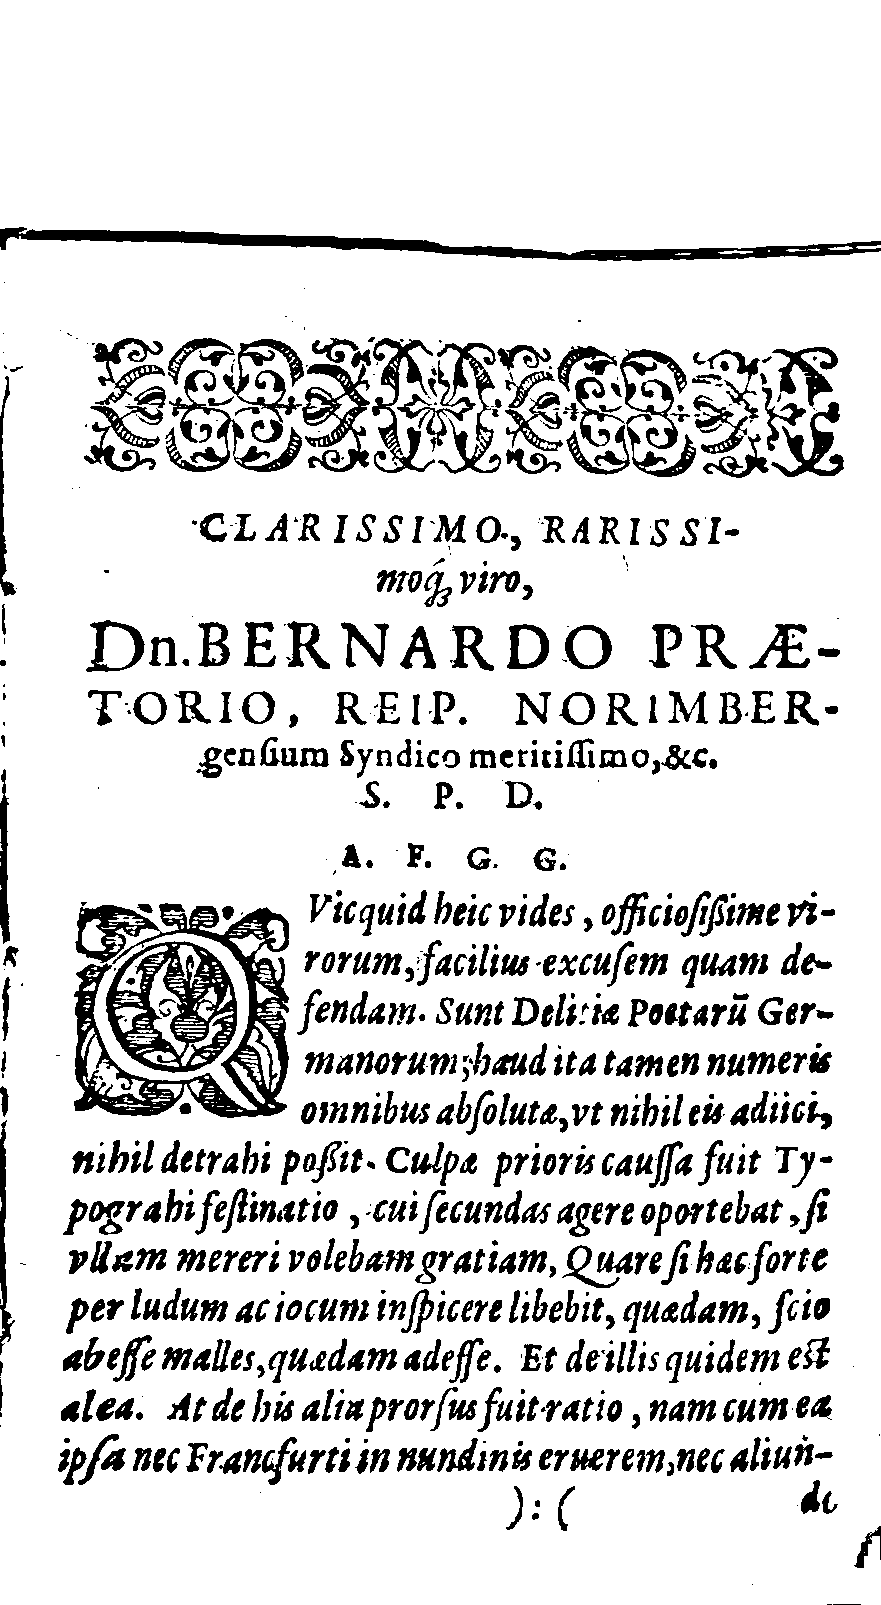 CLARISSIMO, RARISSI-
moq́ꝫ viro,
Dn. BERNARDO PRÆ-
TORIO, REIP. NORIMBER-
genſium Syndico meritiſſimo, &c.
S. P. D.
A. F. G. G.
QVicquid heic vides, officioſißime vi-
rorum, facilius excuſem quam de-
fendam. Sunt Delitiæ Poetarū Ger-
manorum; haud ita tamen numeris
omnibus abſolutæ, vt nihil eis adiici,
nihil detrahi poßit. Culpæ prioris cauſſa fuit Ty-
pograhi feſtinatio, cui ſecundas agere oportebat, ſi
vllam mereri volebam gratiam, Quare ſi hæc forte
per ludum ac iocum inſpicere libebit, quædam, ſcio
abeſſe malles, quædam adeſſe. Et de illis quidem eſt
alea. At de his alia prorſus fuit ratio, nam cum ea
ipſa nec Francfurti in nundinis eruerem, nec aliun-
):( de